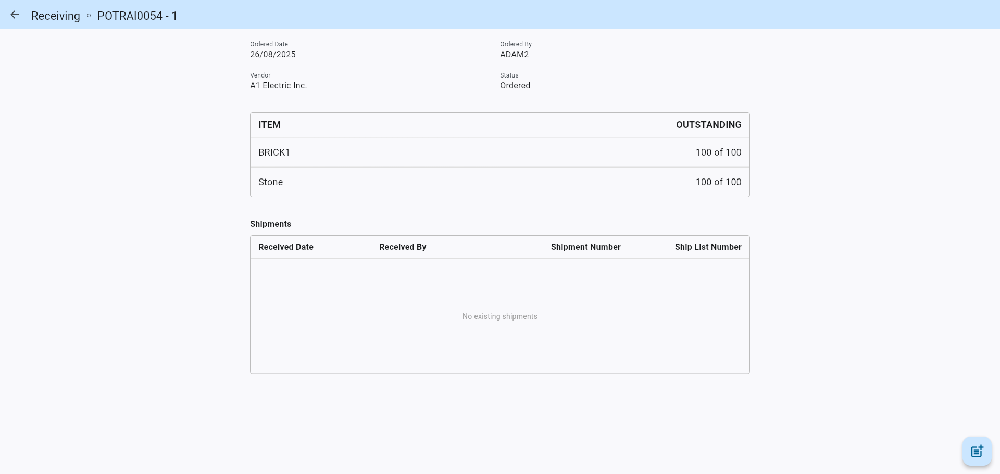 Receiving ○ POTRAI0054 - 1
Ordered Date
26/08/2025
Ordered By
ADAM2
Vendor
A1 Electric Inc.
Status
Ordered
ITEM OUTSTANDING
BRICK1 100 of 100
Stone 100 of 100
Shipments
Received Date Received By Shipment Number Ship List Number
No existing shipments